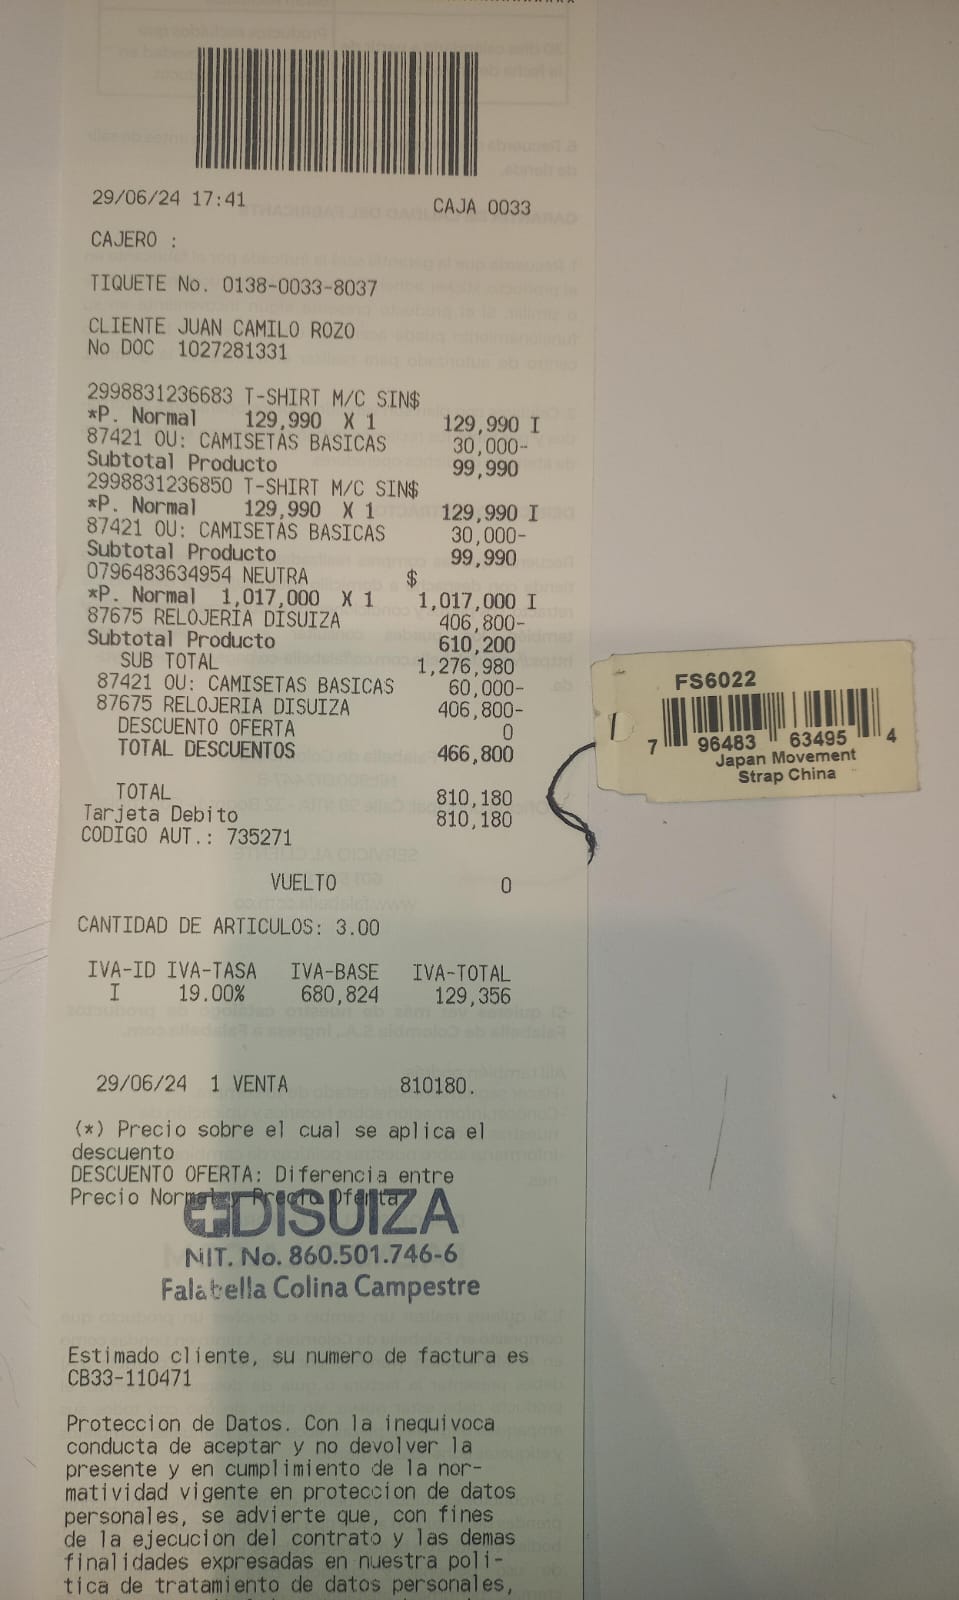 29/06/24 17:41 CAJA 0033
CAJERO :
TIQUETE No. 0138-0033-8037
CLIENTE JUAN CAMILO ROZO
No DOC 1027281331
2998831236683 T-SHIRT M/C SIN$
*P. Normal 129,990 X 1 129,990 I
87421 OU: CAMISETAS BASICAS 30,000-
Subtotal Producto 99,990
2998831236850 T-SHIRT M/C SIN$
*P. Normal 129,990 X 1 129,990 I
87421 OU: CAMISETAS BASICAS 30,000-
Subtotal Producto 99,990
0796483634954 NEUTRA $
*P. Normal 1,017,000 X 1 1,017,000 I
87675 RELOJERIA DISUIZA 406,800-
Subtotal Producto 610,200
SUB TOTAL 1,276,980
87421 OU: CAMISETAS BASICAS 60,000-
87675 RELOJERIA DISUIZA 406,800-
DESCUENTO OFERTA 0
TOTAL DESCUENTOS 466,800
TOTAL 810,180
Tarjeta Debito 810,180
CODIGO AUT.: 735271
VUELTO 0
CANTIDAD DE ARTICULOS: 3.00
IVA-ID IVA-TASA IVA-BASE IVA-TOTAL
I 19.00% 680,824 129,356
29/06/24 1 VENTA 810180.
(*) Precio sobre el cual se aplica el
descuento
DESCUENTO OFERTA: Diferencia entre
Precio Normal y Precio Oferta
DISUIZA
NIT. No. 860.501.746-6
Falabella Colina Campestre
Estimado cliente, su numero de factura es
CB33-110471
Proteccion de Datos. Con la inequivoca
conducta de aceptar y no devolver la
presente y en cumplimiento de la nor-
matividad vigente en proteccion de datos
personales, se advierte que, con fines
de la ejecucion del contrato y las demas
finalidades expresadas en nuestra poli-
tica de tratamiento de datos personales,
FS6022
7 96483 63495 4
Japan Movement
Strap China